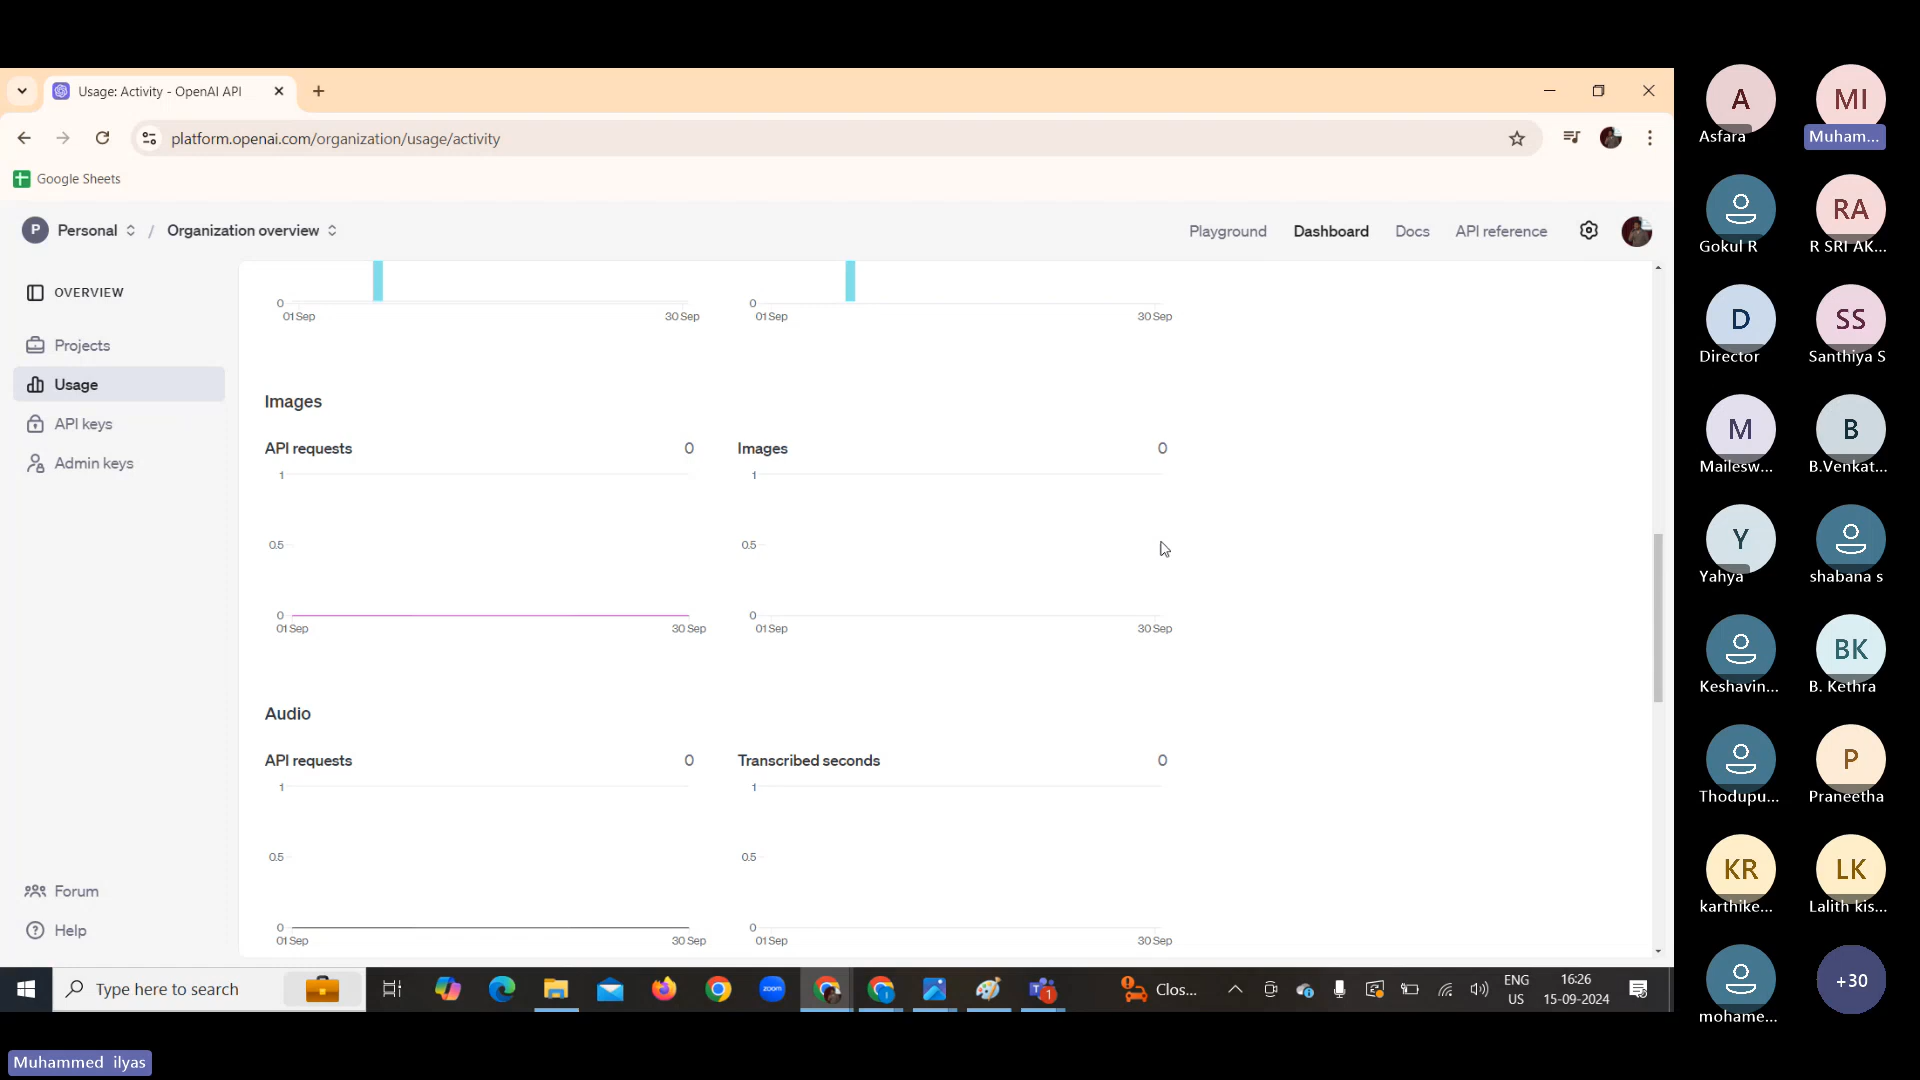 Usage: Activity - OpenAI API
platform.openai.com/organization/usage/activity
Google Sheets
P Personal / Organization overview
Playground Dashboard Docs API reference
OVERVIEW
Projects
Usage
API keys
Admin keys
Forum
Help
0 0
01 Sep 30 Sep 01 Sep 30 Sep
Images
API requests 0 Images 0
1 1
0.5 0.5
0 0
01 Sep 30 Sep 01 Sep 30 Sep
Audio
API requests 0 Transcribed seconds 0
1 1
0.5 0.5
0 0
01 Sep 30 Sep 01 Sep 30 Sep
Type here to search
zoom
1
Clos...
ENG
US
16:26
15-09-2024
Muhammed ilyas
A MI
Asfara Muham...
RA
Gokul R R SRI AK...
D SS
Director Santhiya S
M B
Mailesw... B.Venkat...
Y
Yahya shabana s
BK
Keshavin... B. Kethra
P
Thodupu... Praneetha
KR LK
karthike... Lalith kis...
+30
mohame...